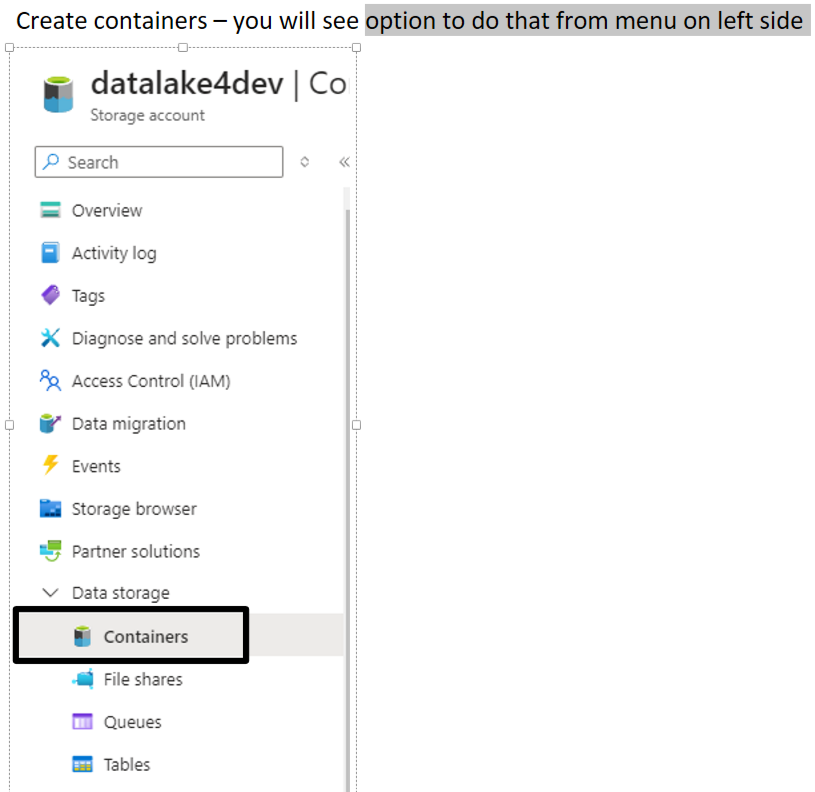 Create containers – you will see option to do that from menu on left side
datalake4dev | Co
Storage account
Search
Overview
Activity log
Tags
Diagnose and solve problems
Access Control (IAM)
Data migration
Events
Storage browser
Partner solutions
Data storage
Containers
File shares
Queues
Tables